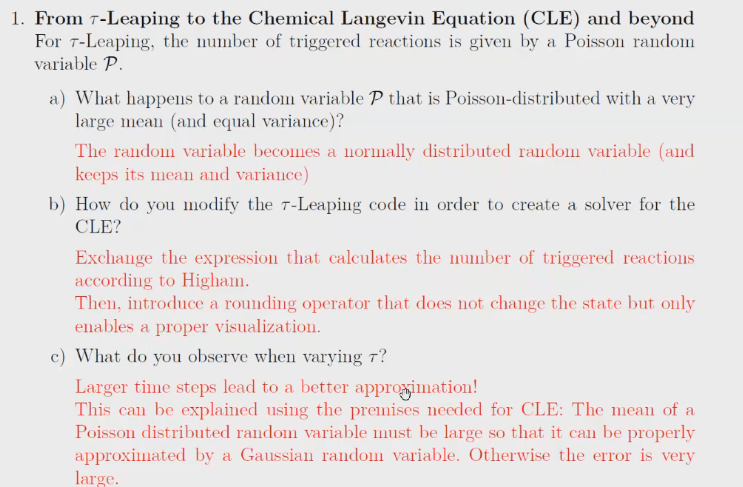 1. From τ-Leaping to the Chemical Langevin Equation (CLE) and beyond
For τ-Leaping, the number of triggered reactions is given by a Poisson random
variable 𝒫.
a) What happens to a random variable 𝒫 that is Poisson-distributed with a very
large mean (and equal variance)?
The random variable becomes a normally distributed random variable (and
keeps its mean and variance)
b) How do you modify the τ-Leaping code in order to create a solver for the
CLE?
Exchange the expression that calculates the number of triggered reactions
according to Higham.
Then, introduce a rounding operator that does not change the state but only
enables a proper visualization.
c) What do you observe when varying τ?
Larger time steps lead to a better approximation!
This can be explained using the premises needed for CLE: The mean of a
Poisson distributed random variable must be large so that it can be properly
approximated by a Gaussian random variable. Otherwise the error is very
large.